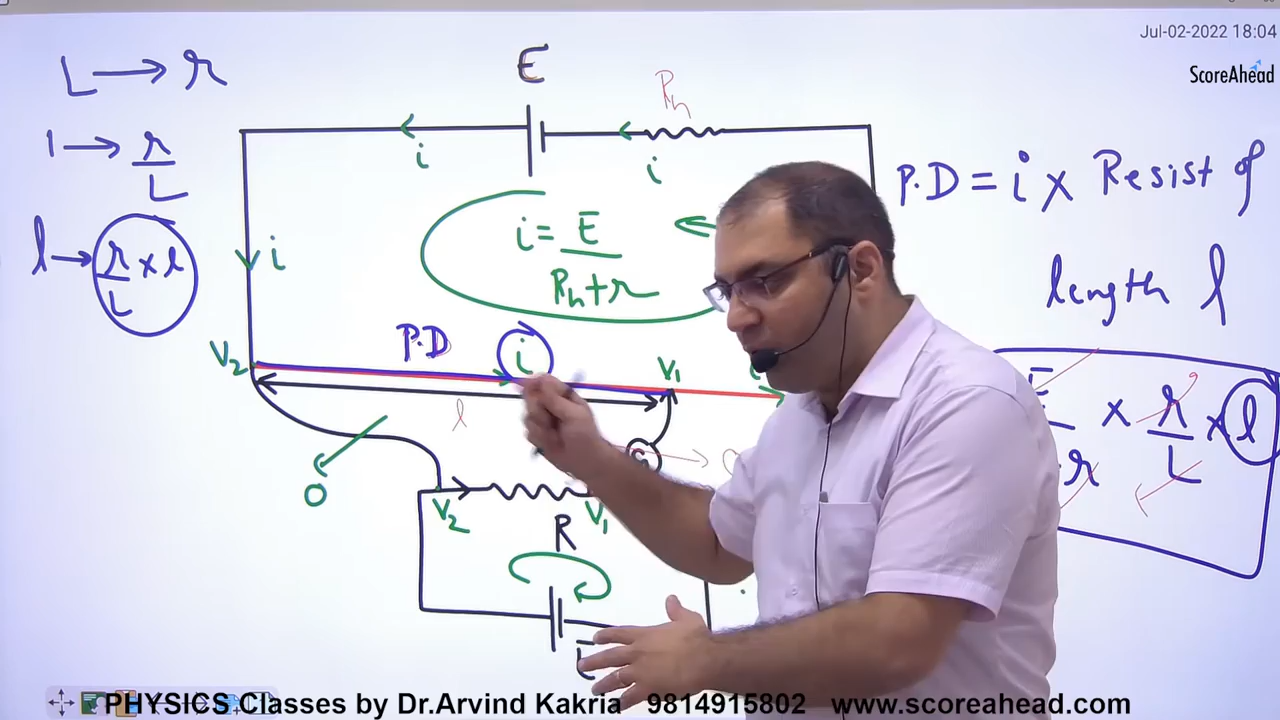 Jul-02-2022 18:04
ScoreAhead
L → r
E
Rh
1 → r/L
i
i
P.D = i × Resist of
length l
i = E/(Rh+r)
l → r/L × l
i
P.D
i
V2
V1
l
× r/L × l
r
G
0
V2
V1
R
E
PHYSICS Classes by Dr.Arvind Kakria 9814915802 www.scoreahead.com